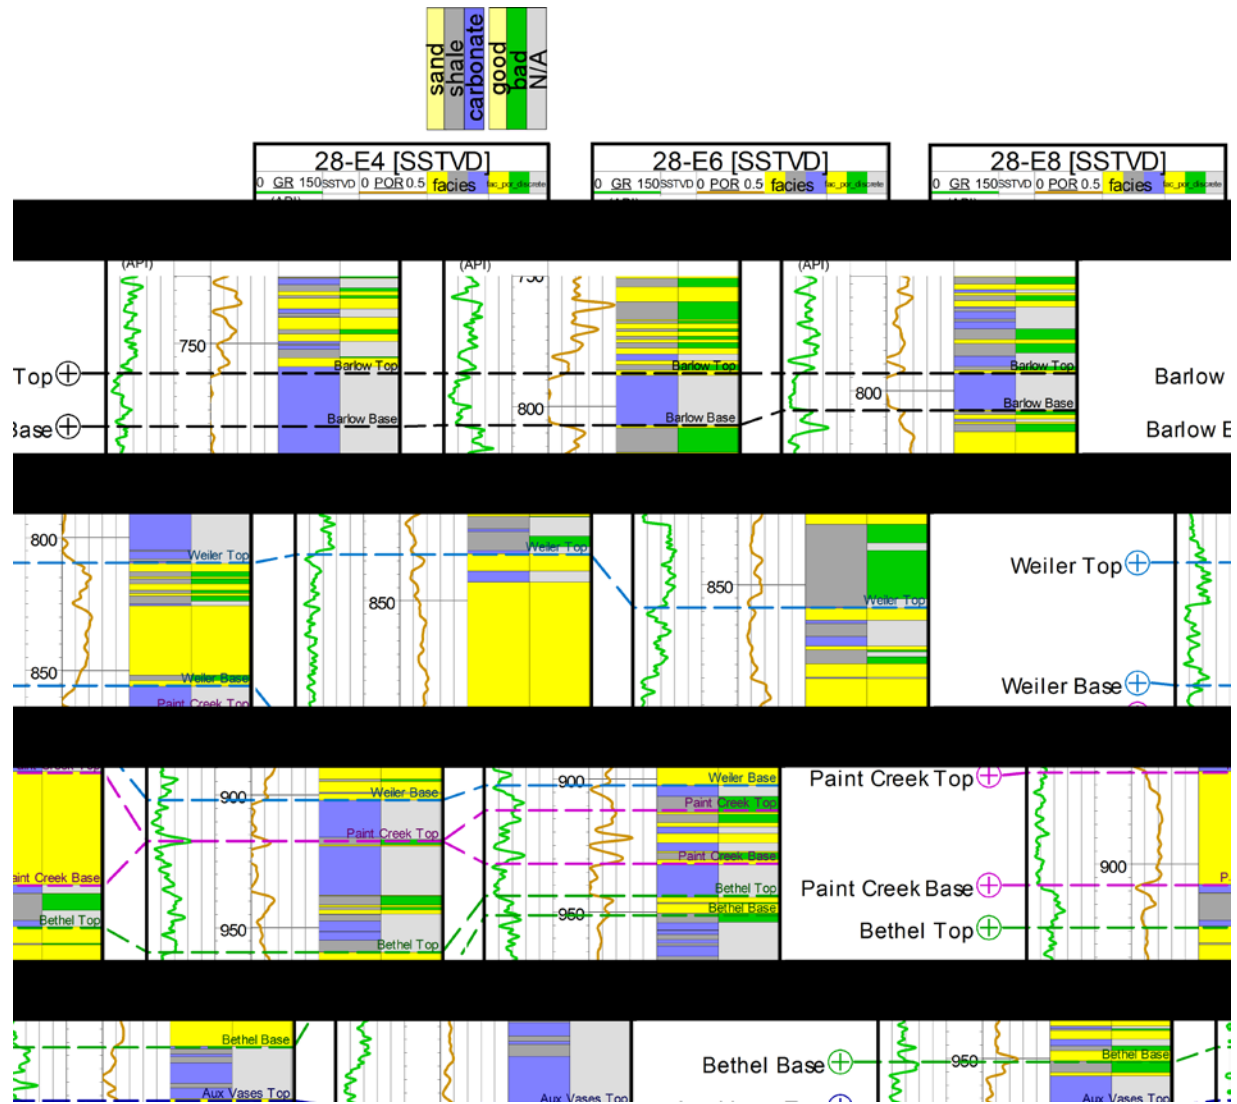 sand
shale
carbonate
good
bad
N/A
28-E4 [SSTVD] 28-E6 [SSTVD] 28-E8 [SSTVD]
0 GR 150 SSTVD 0 POR 0.5 facies fac_por_discrete 0 GR 150 SSTVD 0 POR 0.5 facies fac_por_discrete 0 GR 150 SSTVD 0 POR 0.5 facies fac_por_discrete
(API) (API) (API)
750
750
Barlow Top Barlow Top Barlow Top
Top Barlow
800
800
Barlow Base Barlow Base Barlow Base
Base Barlow
800
Weiler Top Weiler Top
Weiler Top
850
850
Weiler Top
850
Weiler Base
Weiler Base
Paint Creek Top
900
900
Weiler Base
Weiler Base
Paint Creek Top
Paint Creek Top
Paint Creek Top
900
Paint Creek Base
Paint Creek Base
Bethel Top
Bethel Top
Bethel Base
Bethel Top
950
950
Bethel Top
Bethel Base
Bethel Base
950
Bethel Base
Aux Vases Top Aux Vases Top Aux Vases Top